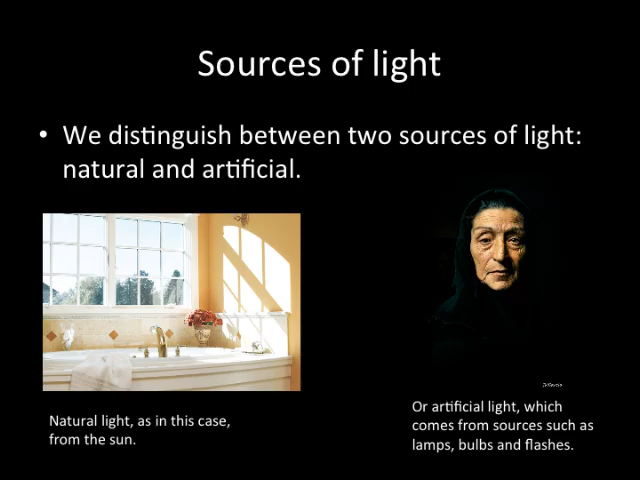 Sources of light
• We distinguish between two sources of light:
natural and artificial.
Natural light, as in this case,
from the sun.
Or artificial light, which
comes from sources such as
lamps, bulbs and flashes.